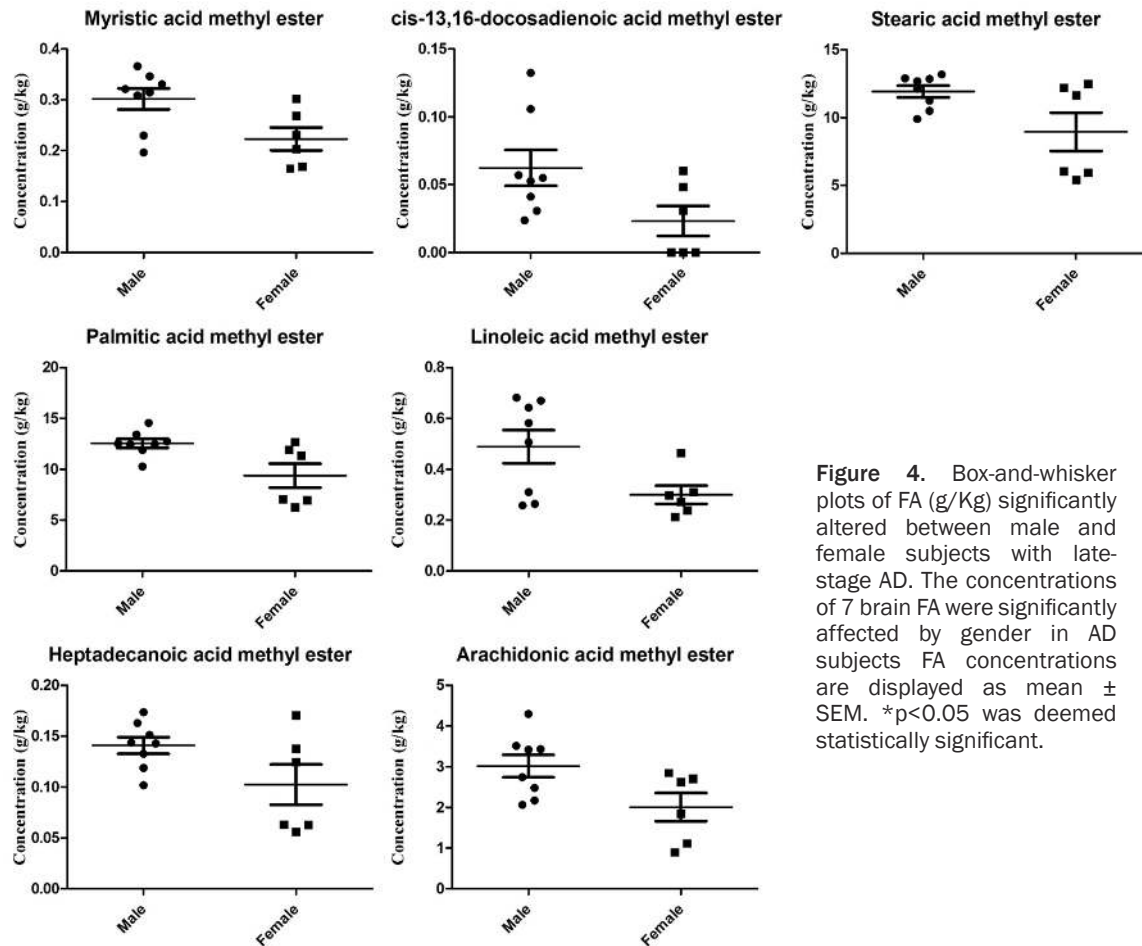 Myristic acid methyl ester
Concentration (g/kg)
0.4
0.3
0.2
0.1
0.0
Male
Female
cis-13,16-docosadienoic acid methyl ester
Concentration (g/kg)
0.15
0.10
0.05
0.00
Male
Female
Stearic acid methyl ester
Concentration (g/kg)
15
10
5
0
Male
Female
Palmitic acid methyl ester
Concentration (g/kg)
20
15
10
5
0
Male
Female
Linoleic acid methyl ester
Concentration (g/kg)
0.8
0.6
0.4
0.2
0.0
Male
Female
Heptadecanoic acid methyl ester
Concentration (g/kg)
0.20
0.15
0.10
0.05
0.00
Male
Female
Arachidonic acid methyl ester
Concentration (g/kg)
5
4
3
2
1
0
Male
Female
Figure 4. Box-and-whisker
plots of FA (g/Kg) significantly
altered between male and
female subjects with late-
stage AD. The concentrations
of 7 brain FA were significantly
affected by gender in AD
subjects FA concentrations
are displayed as mean ±
SEM. *p<0.05 was deemed
statistically significant.